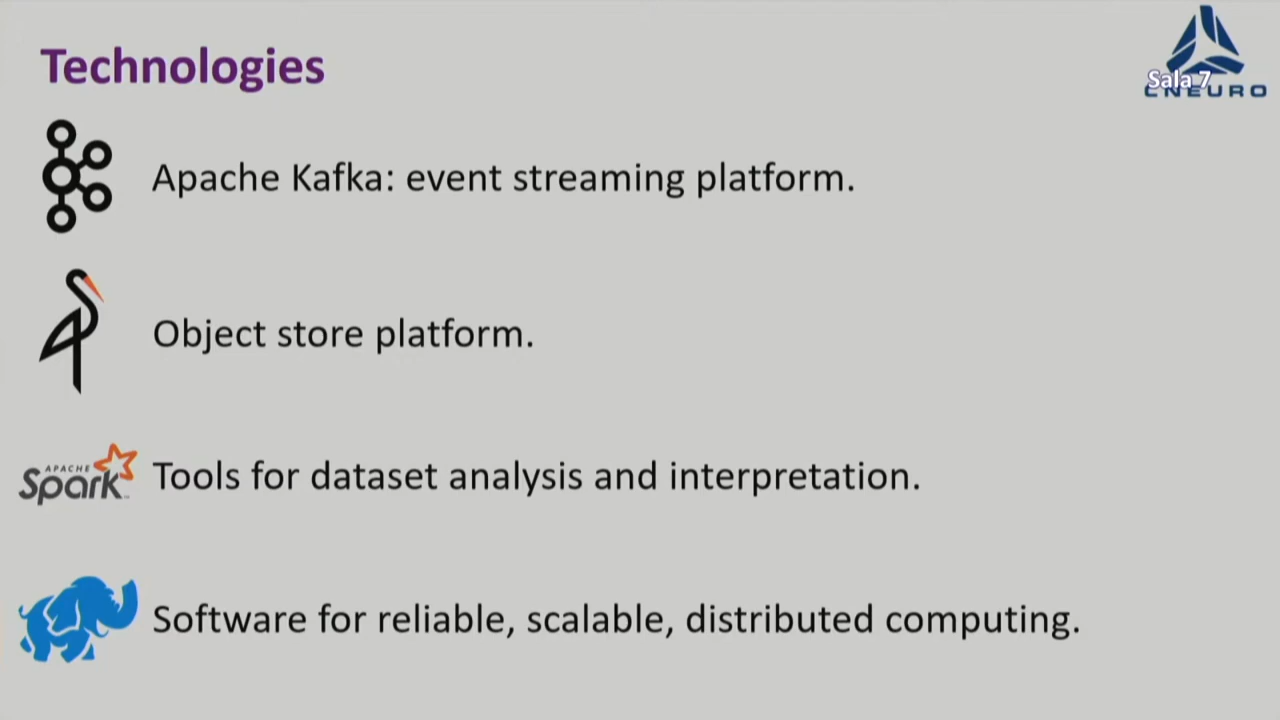 Technologies
Sala 7
CNEURO
Apache Kafka: event streaming platform.
Object store platform.
APACHE
Spark
Tools for dataset analysis and interpretation.
Software for reliable, scalable, distributed computing.